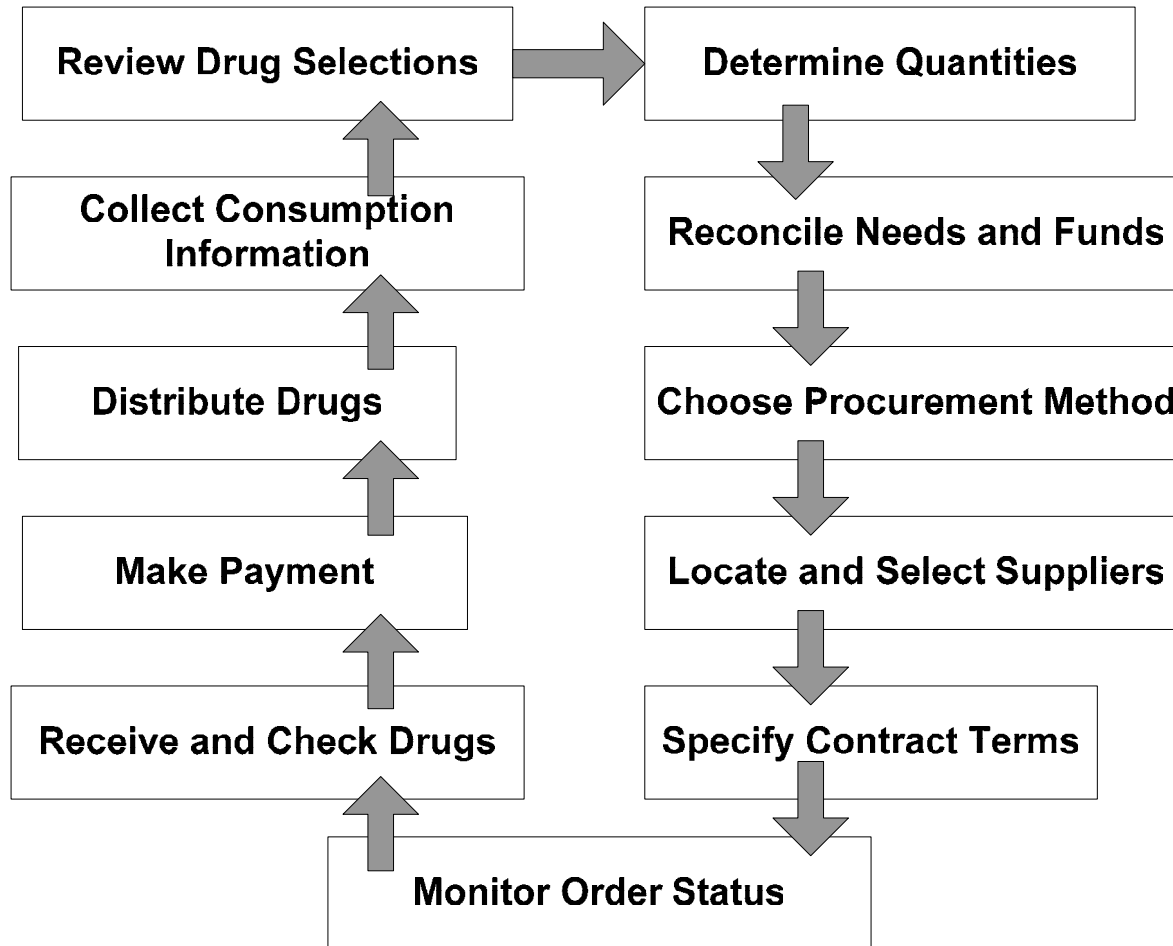 Review Drug Selections
Determine Quantities
Collect Consumption
Information
Reconcile Needs and Funds
Distribute Drugs
Choose Procurement Method
Make Payment
Locate and Select Suppliers
Receive and Check Drugs
Specify Contract Terms
Monitor Order Status